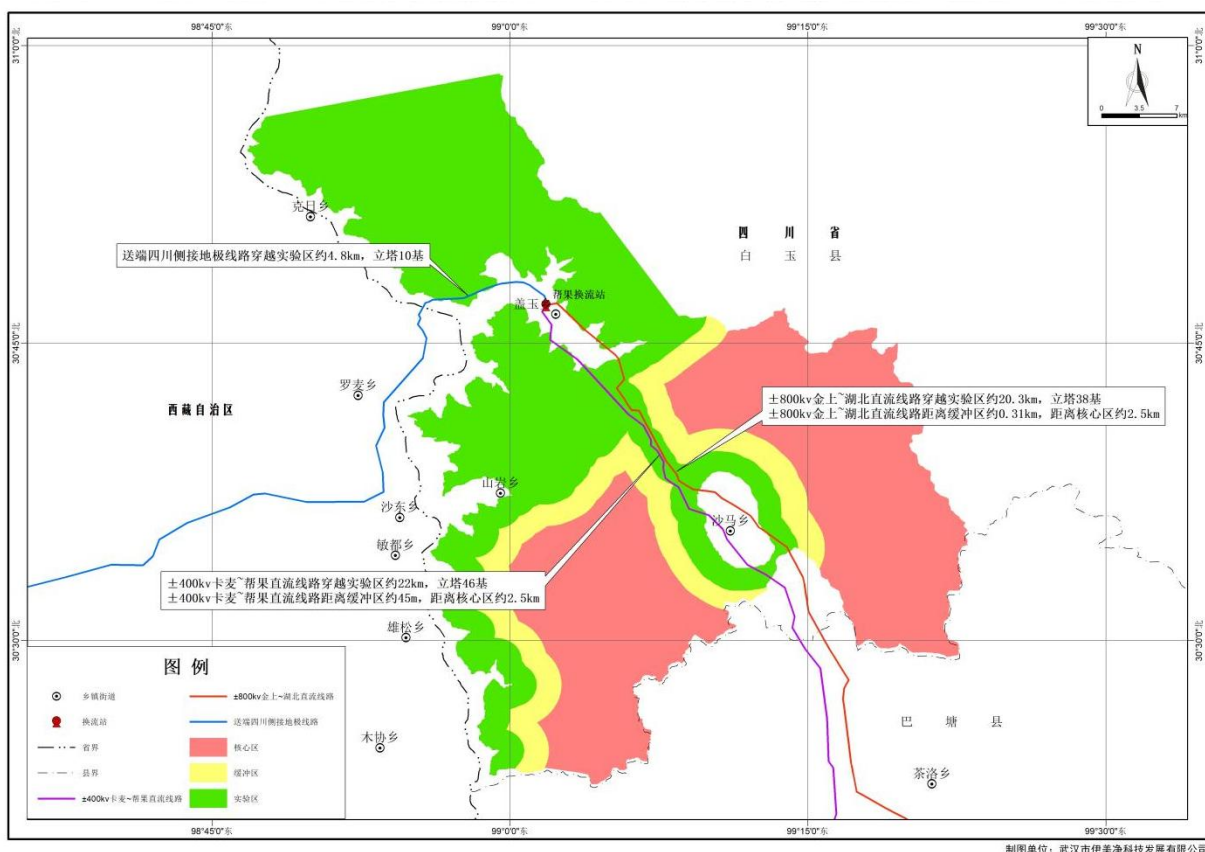 98°45'0"东
99°0'0"东
99°15'0"东
99°30'0"东
31°0'0"北
31°0'0"北
N
0 3.5 7
km
克日乡
四川省
白玉县
送端四川侧接地极线路穿越实验区约4.8km，立塔10基
帮果换流站
盖玉
30°45'0"北
30°45'0"北
罗麦乡
西藏自治区
±800kv金上~湖北直流线路穿越实验区约20.3km，立塔38基
±800kv金上~湖北直流线路距离缓冲区约0.31km，距离核心区约2.5km
山岩乡
沙东乡
沙马乡
敏都乡
±400kv卡麦~帮果直流线路穿越实验区约22km，立塔46基
±400kv卡麦~帮果直流线路距离缓冲区约45m，距离核心区约2.5km
雄松乡
30°30'0"北
30°30'0"北
图例
乡镇街道
±800kv金上~湖北直流线路
换流站
送端四川侧接地极线路
省界
核心区
县界
缓冲区
±400kv卡麦~帮果直流线路
实验区
木协乡
巴塘县
茶洛乡
98°45'0"东
99°0'0"东
99°15'0"东
99°30'0"东
制图单位：武汉市伊美净科技发展有限公司